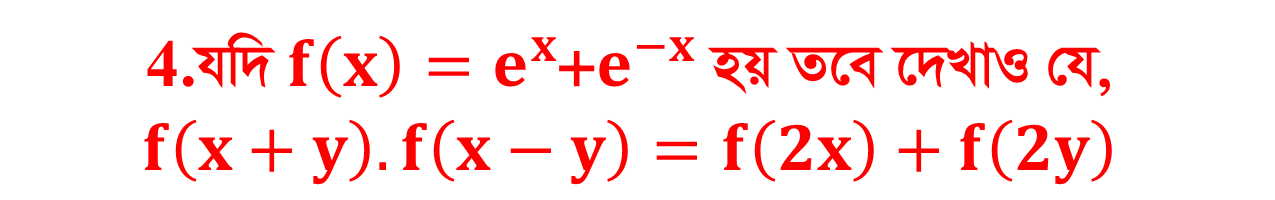 4.যদি f(x) = eˣ+e⁻ˣ হয় তবে দেখাও যে,
f(x + y). f(x − y) = f(2x) + f(2y)